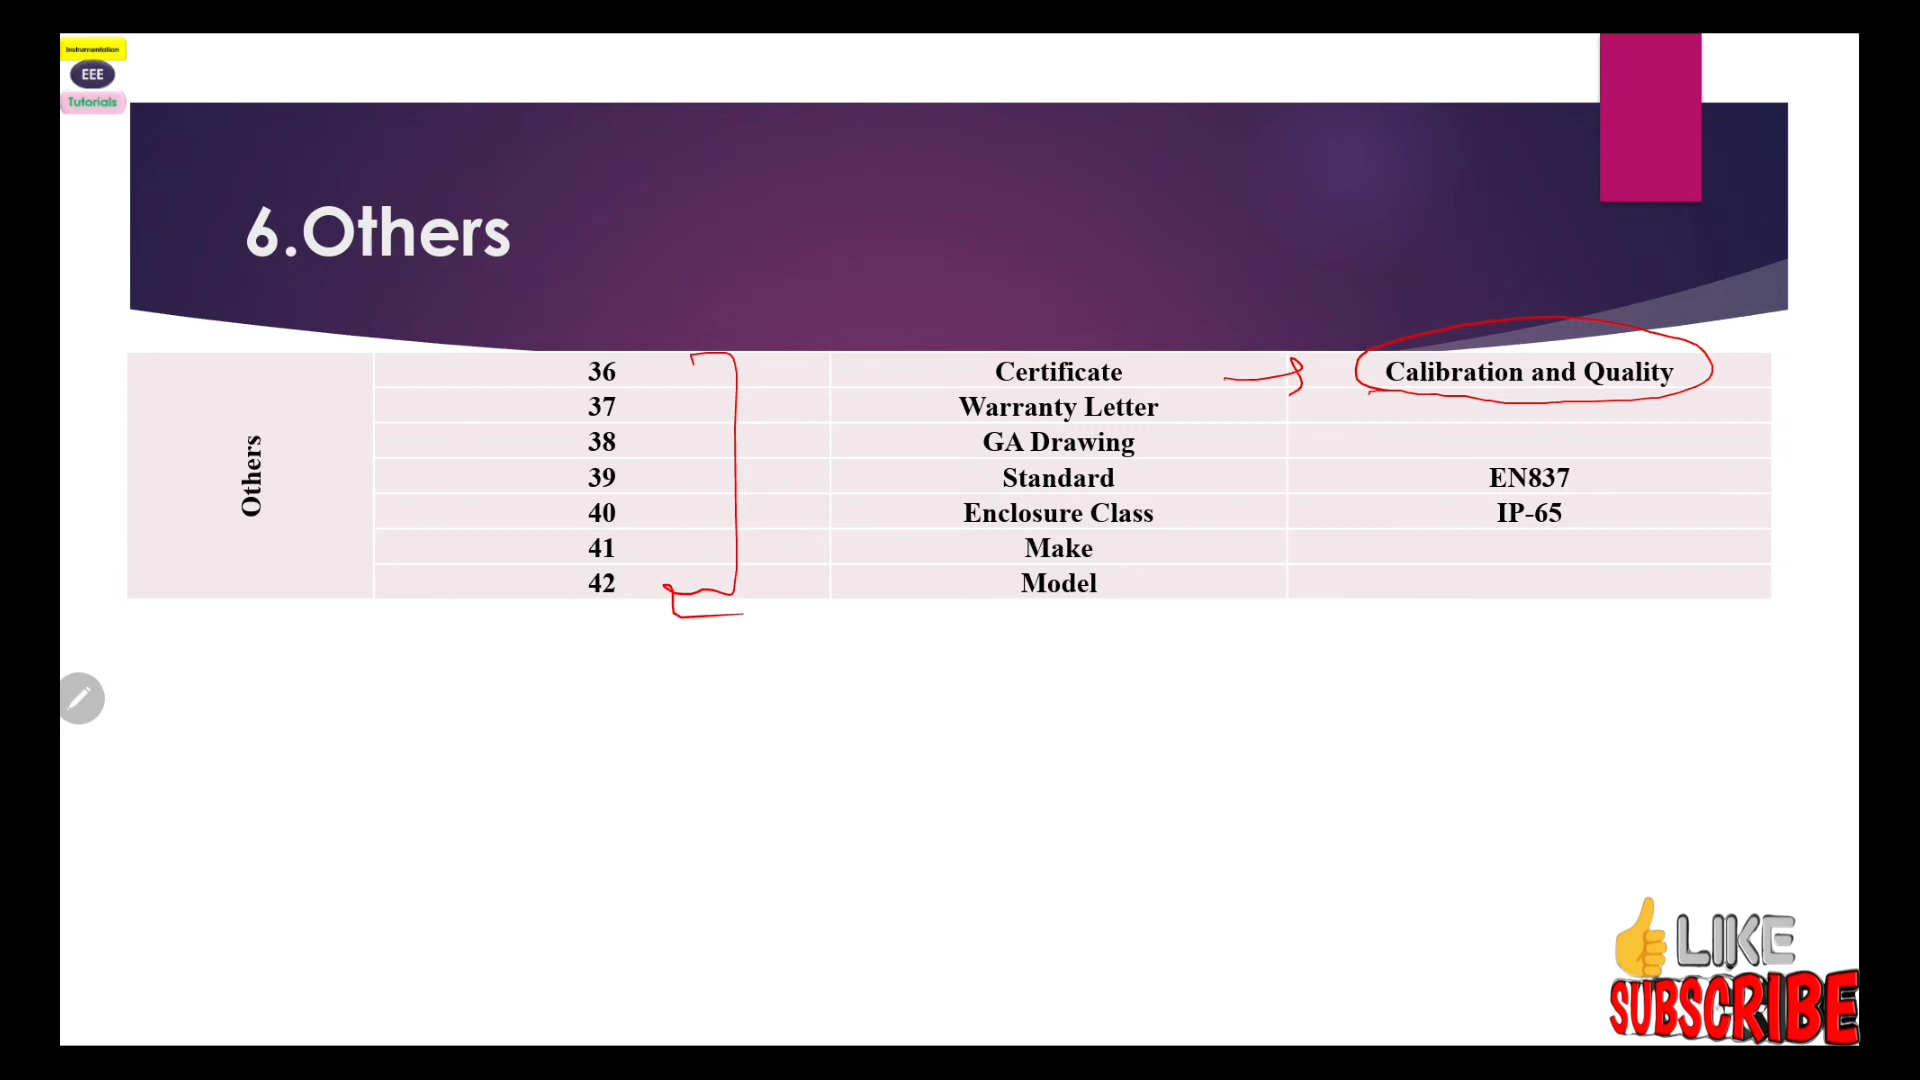 Instrumentation
EEE
Tutorials
6.Others
Others
36 Certificate Calibration and Quality
37 Warranty Letter
38 GA Drawing
39 Standard EN837
40 Enclosure Class IP-65
41 Make
42 Model
LIKE
SUBSCRIBE